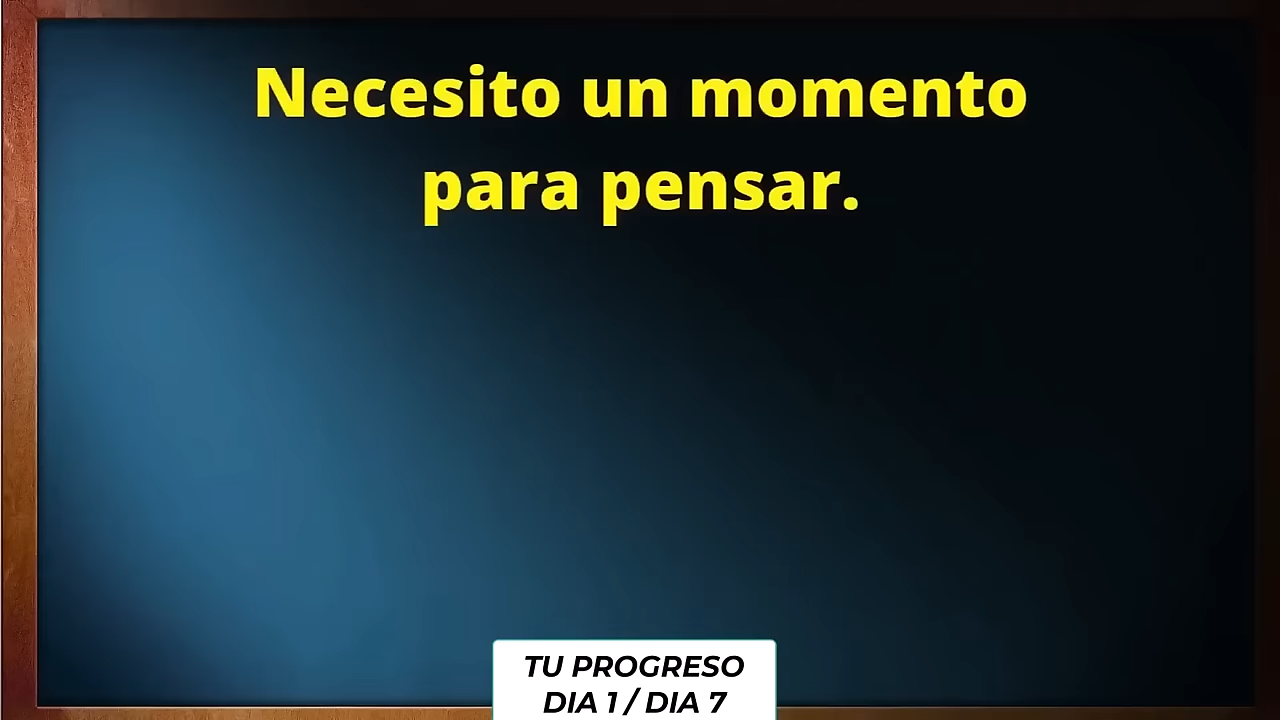 Necesito un momento
para pensar.
TU PROGRESO
DIA 1 / DIA 7